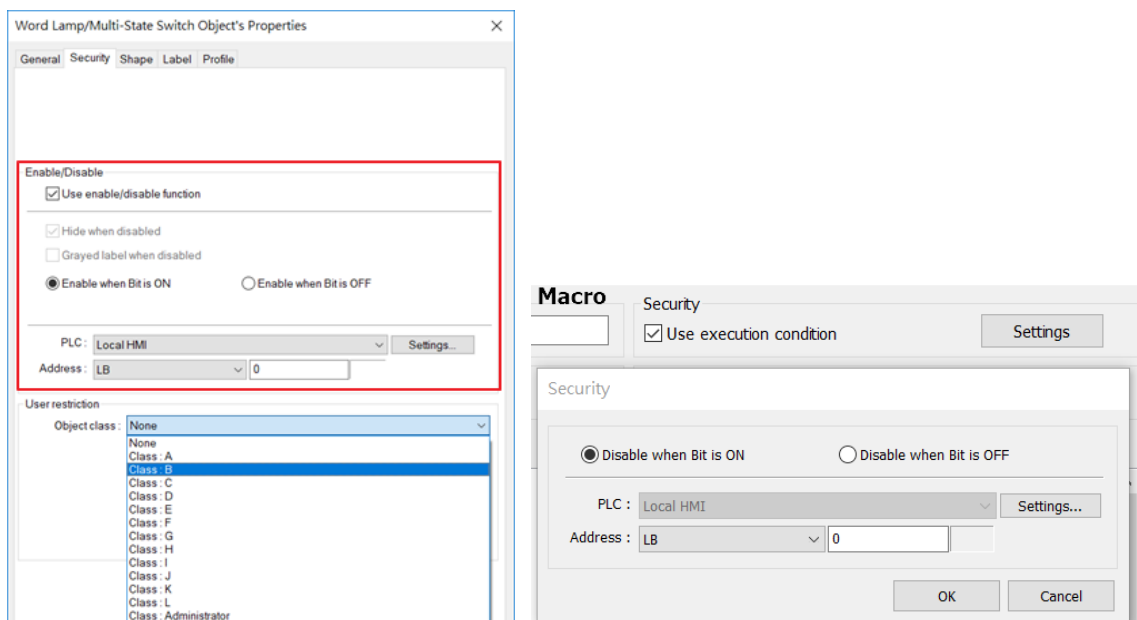 Word Lamp/Multi-State Switch Object's Properties
General Security Shape Label Profile
Enable/Disable
Use enable/disable function
Hide when disabled
Grayed label when disabled
Enable when Bit is ON Enable when Bit is OFF
PLC : Local HMI Settings...
Address : LB 0
User restriction
Object class : None
None
Class : A
Class : B
Class : C
Class : D
Class : E
Class : F
Class : G
Class : H
Class : I
Class : J
Class : K
Class : L
Class : Administrator
Macro
Security
Use execution condition Settings
Security
Disable when Bit is ON Disable when Bit is OFF
PLC : Local HMI Settings...
Address : LB 0
OK Cancel